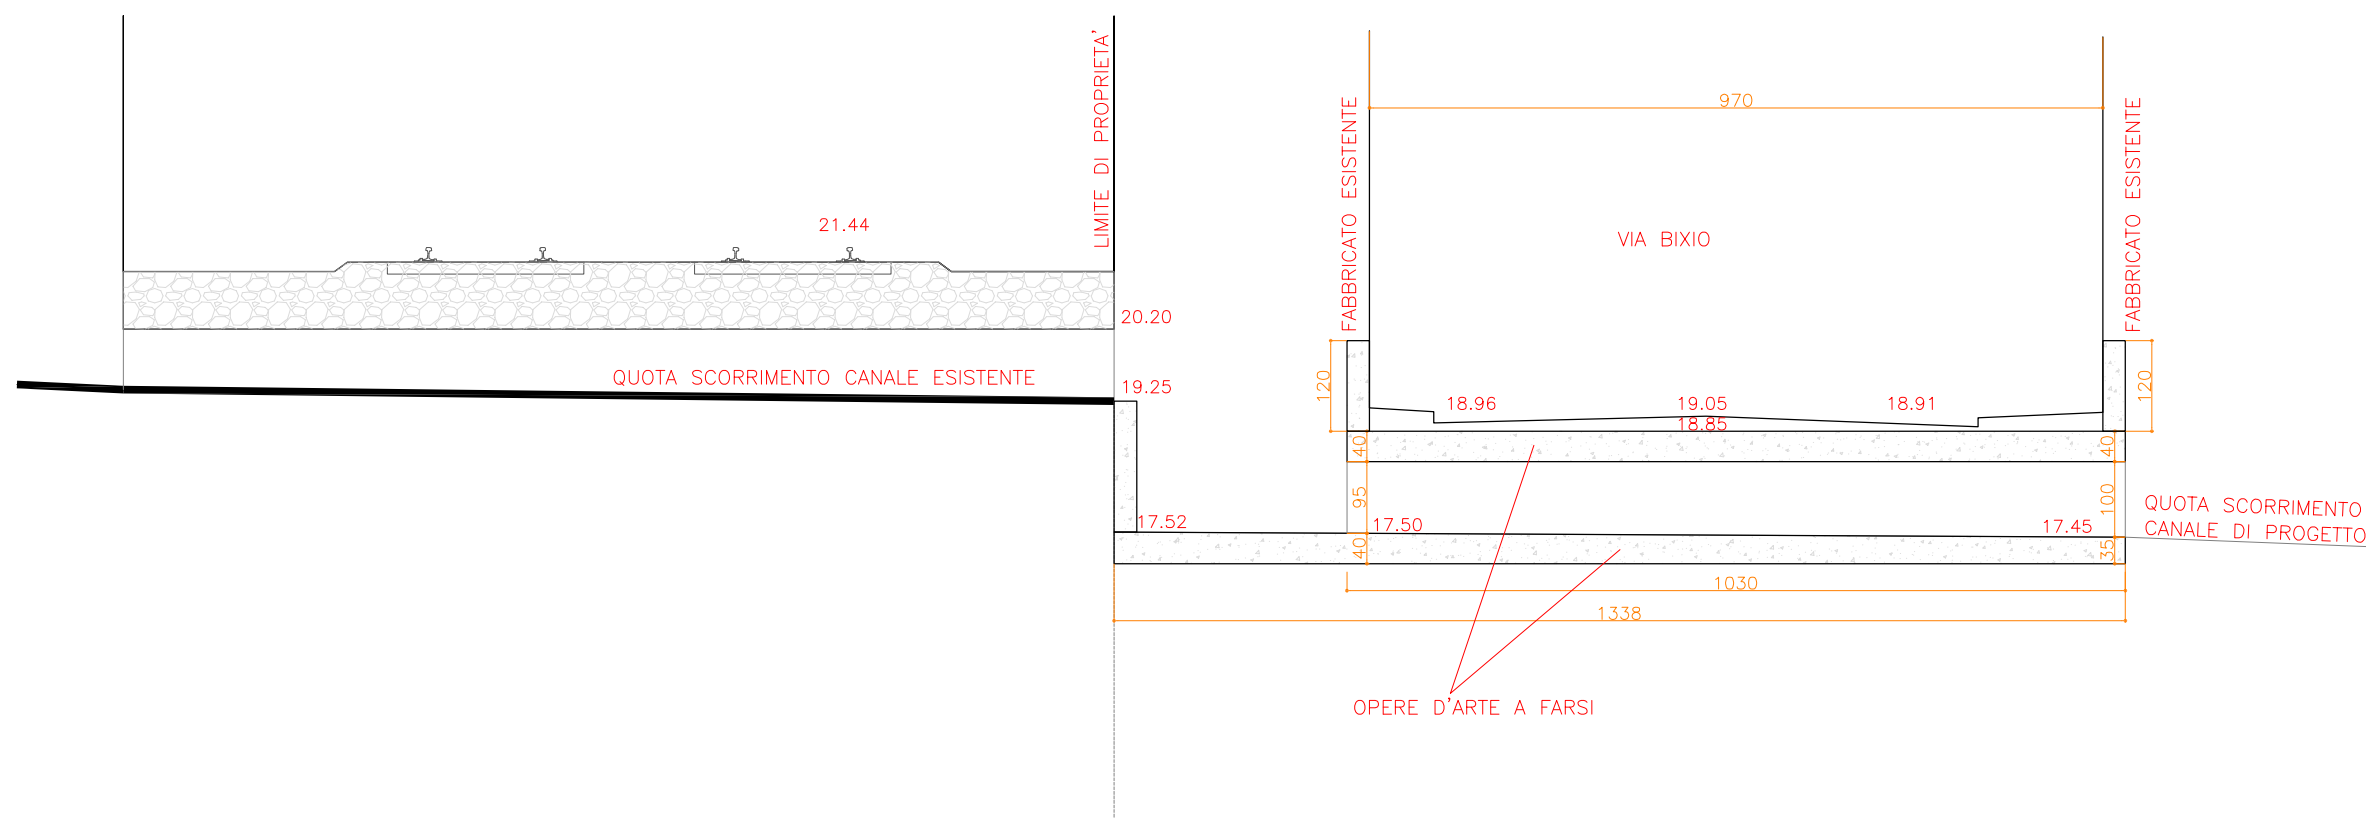 LIMITE DI PROPRIETA'
FABBRICATO ESISTENTE
970
FABBRICATO ESISTENTE
21.44
VIA BIXIO
20.20
QUOTA SCORRIMENTO CANALE ESISTENTE
19.25
120
120
18.96
19.05
18.91
18.85
40
40
95
100
17.52
17.50
17.45
QUOTA SCORRIMENTO
CANALE DI PROGETTO
40
35
1030
1338
OPERE D'ARTE A FARSI